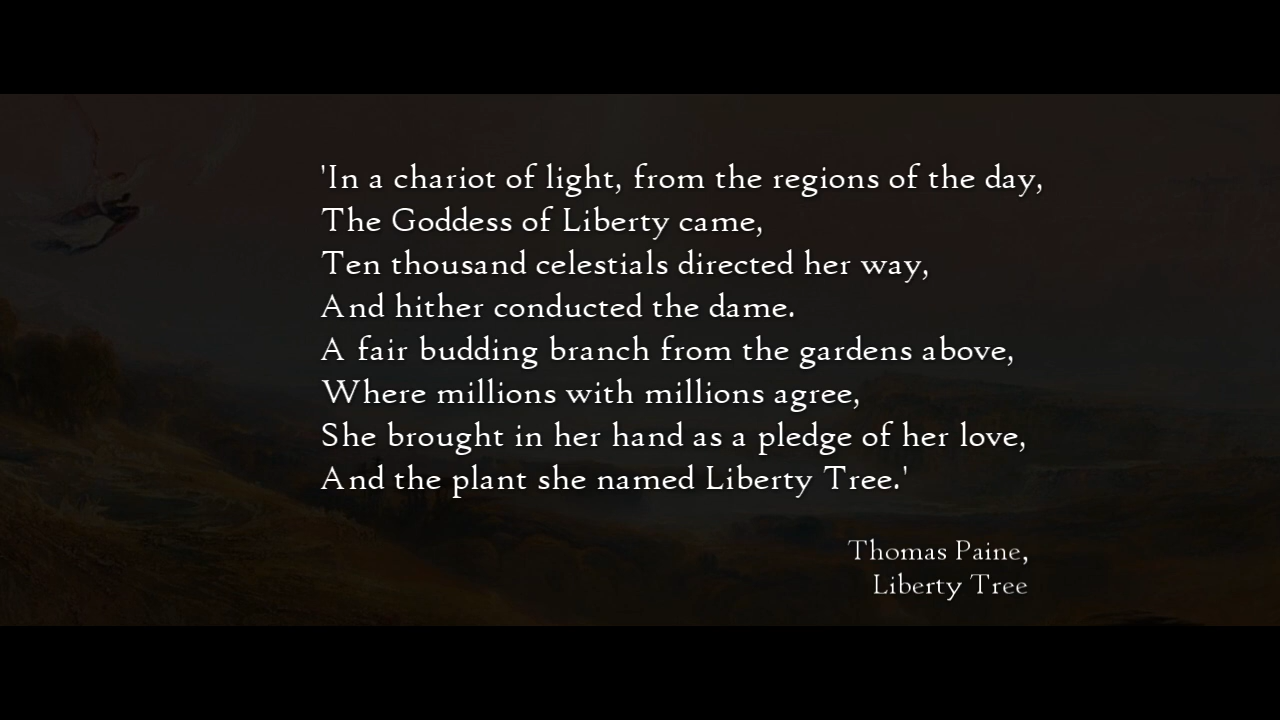 'In a chariot of light, from the regions of the day,
The Goddess of Liberty came,
Ten thousand celestials directed her way,
And hither conducted the dame.
A fair budding branch from the gardens above,
Where millions with millions agree,
She brought in her hand as a pledge of her love,
And the plant she named Liberty Tree.'
Thomas Paine,
Liberty Tree